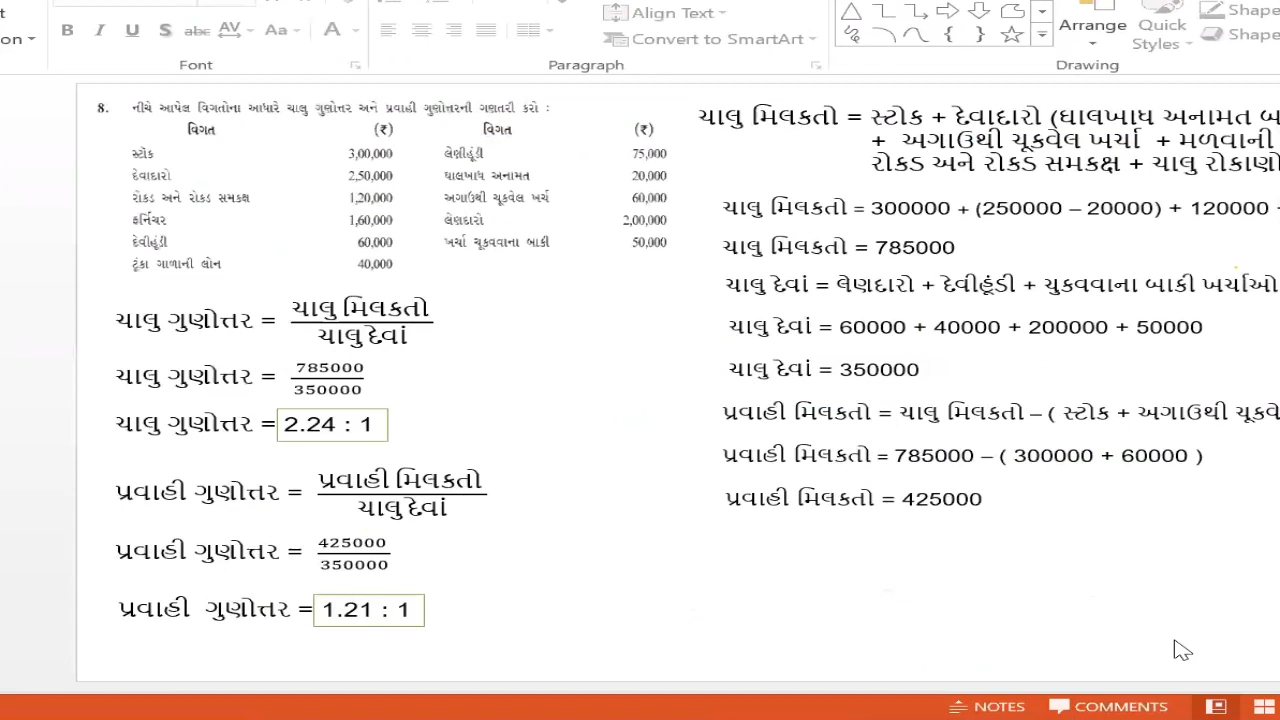 Align Text
Convert to SmartArt
Arrange
Quick
Styles
Shape
Shape
B I U S abc AV Aa A
Font
Paragraph
Drawing
8. નીચે આપેલ વિગતોના આધારે ચાલુ ગુણોત્તર અને પ્રવાહી ગુણોત્તરની ગણતરી કરો :
વિગત (₹) વિગત (₹)
સ્ટૉક 3,00,000 લેણીહૂંડી 75,000
દેવાદારો 2,50,000 ઘાલખાધ અનામત 20,000
રોકડ અને રોકડ સમકક્ષ 1,20,000 અગાઉથી ચૂકવેલ ખર્ચ 60,000
ફર્નિચર 1,60,000 લેણદારો 2,00,000
દેવીહૂંડી 60,000 ખર્ચા ચૂકવવાના બાકી 50,000
ટૂંકા ગાળાની લોન 40,000
ચાલુ ગુણોત્તર = ચાલુ મિલકતો
ચાલુ દેવાં
ચાલુ ગુણોત્તર = 785000
350000
ચાલુ ગુણોત્તર = 2.24 : 1
પ્રવાહી ગુણોત્તર = પ્રવાહી મિલકતો
ચાલુ દેવાં
પ્રવાહી ગુણોત્તર = 425000
350000
પ્રવાહી ગુણોત્તર = 1.21 : 1
ચાલુ મિલકતો = સ્ટોક + દેવાદારો (ઘાલખાધ અનામત બ
+ અગાઉથી ચૂકવેલ ખર્ચા + મળવાની
રોકડ અને રોકડ સમકક્ષ + ચાલુ રોકાણો
ચાલુ મિલકતો = 300000 + (250000 – 20000) + 120000 +
ચાલુ મિલકતો = 785000
ચાલુ દેવાં = લેણદારો + દેવીહૂંડી + ચુકવવાના બાકી ખર્ચાઓ
ચાલુ દેવાં = 60000 + 40000 + 200000 + 50000
ચાલુ દેવાં = 350000
પ્રવાહી મિલકતો = ચાલુ મિલકતો – ( સ્ટોક + અગાઉથી ચૂકવે
પ્રવાહી મિલકતો = 785000 – ( 300000 + 60000 )
પ્રવાહી મિલકતો = 425000
NOTES COMMENTS